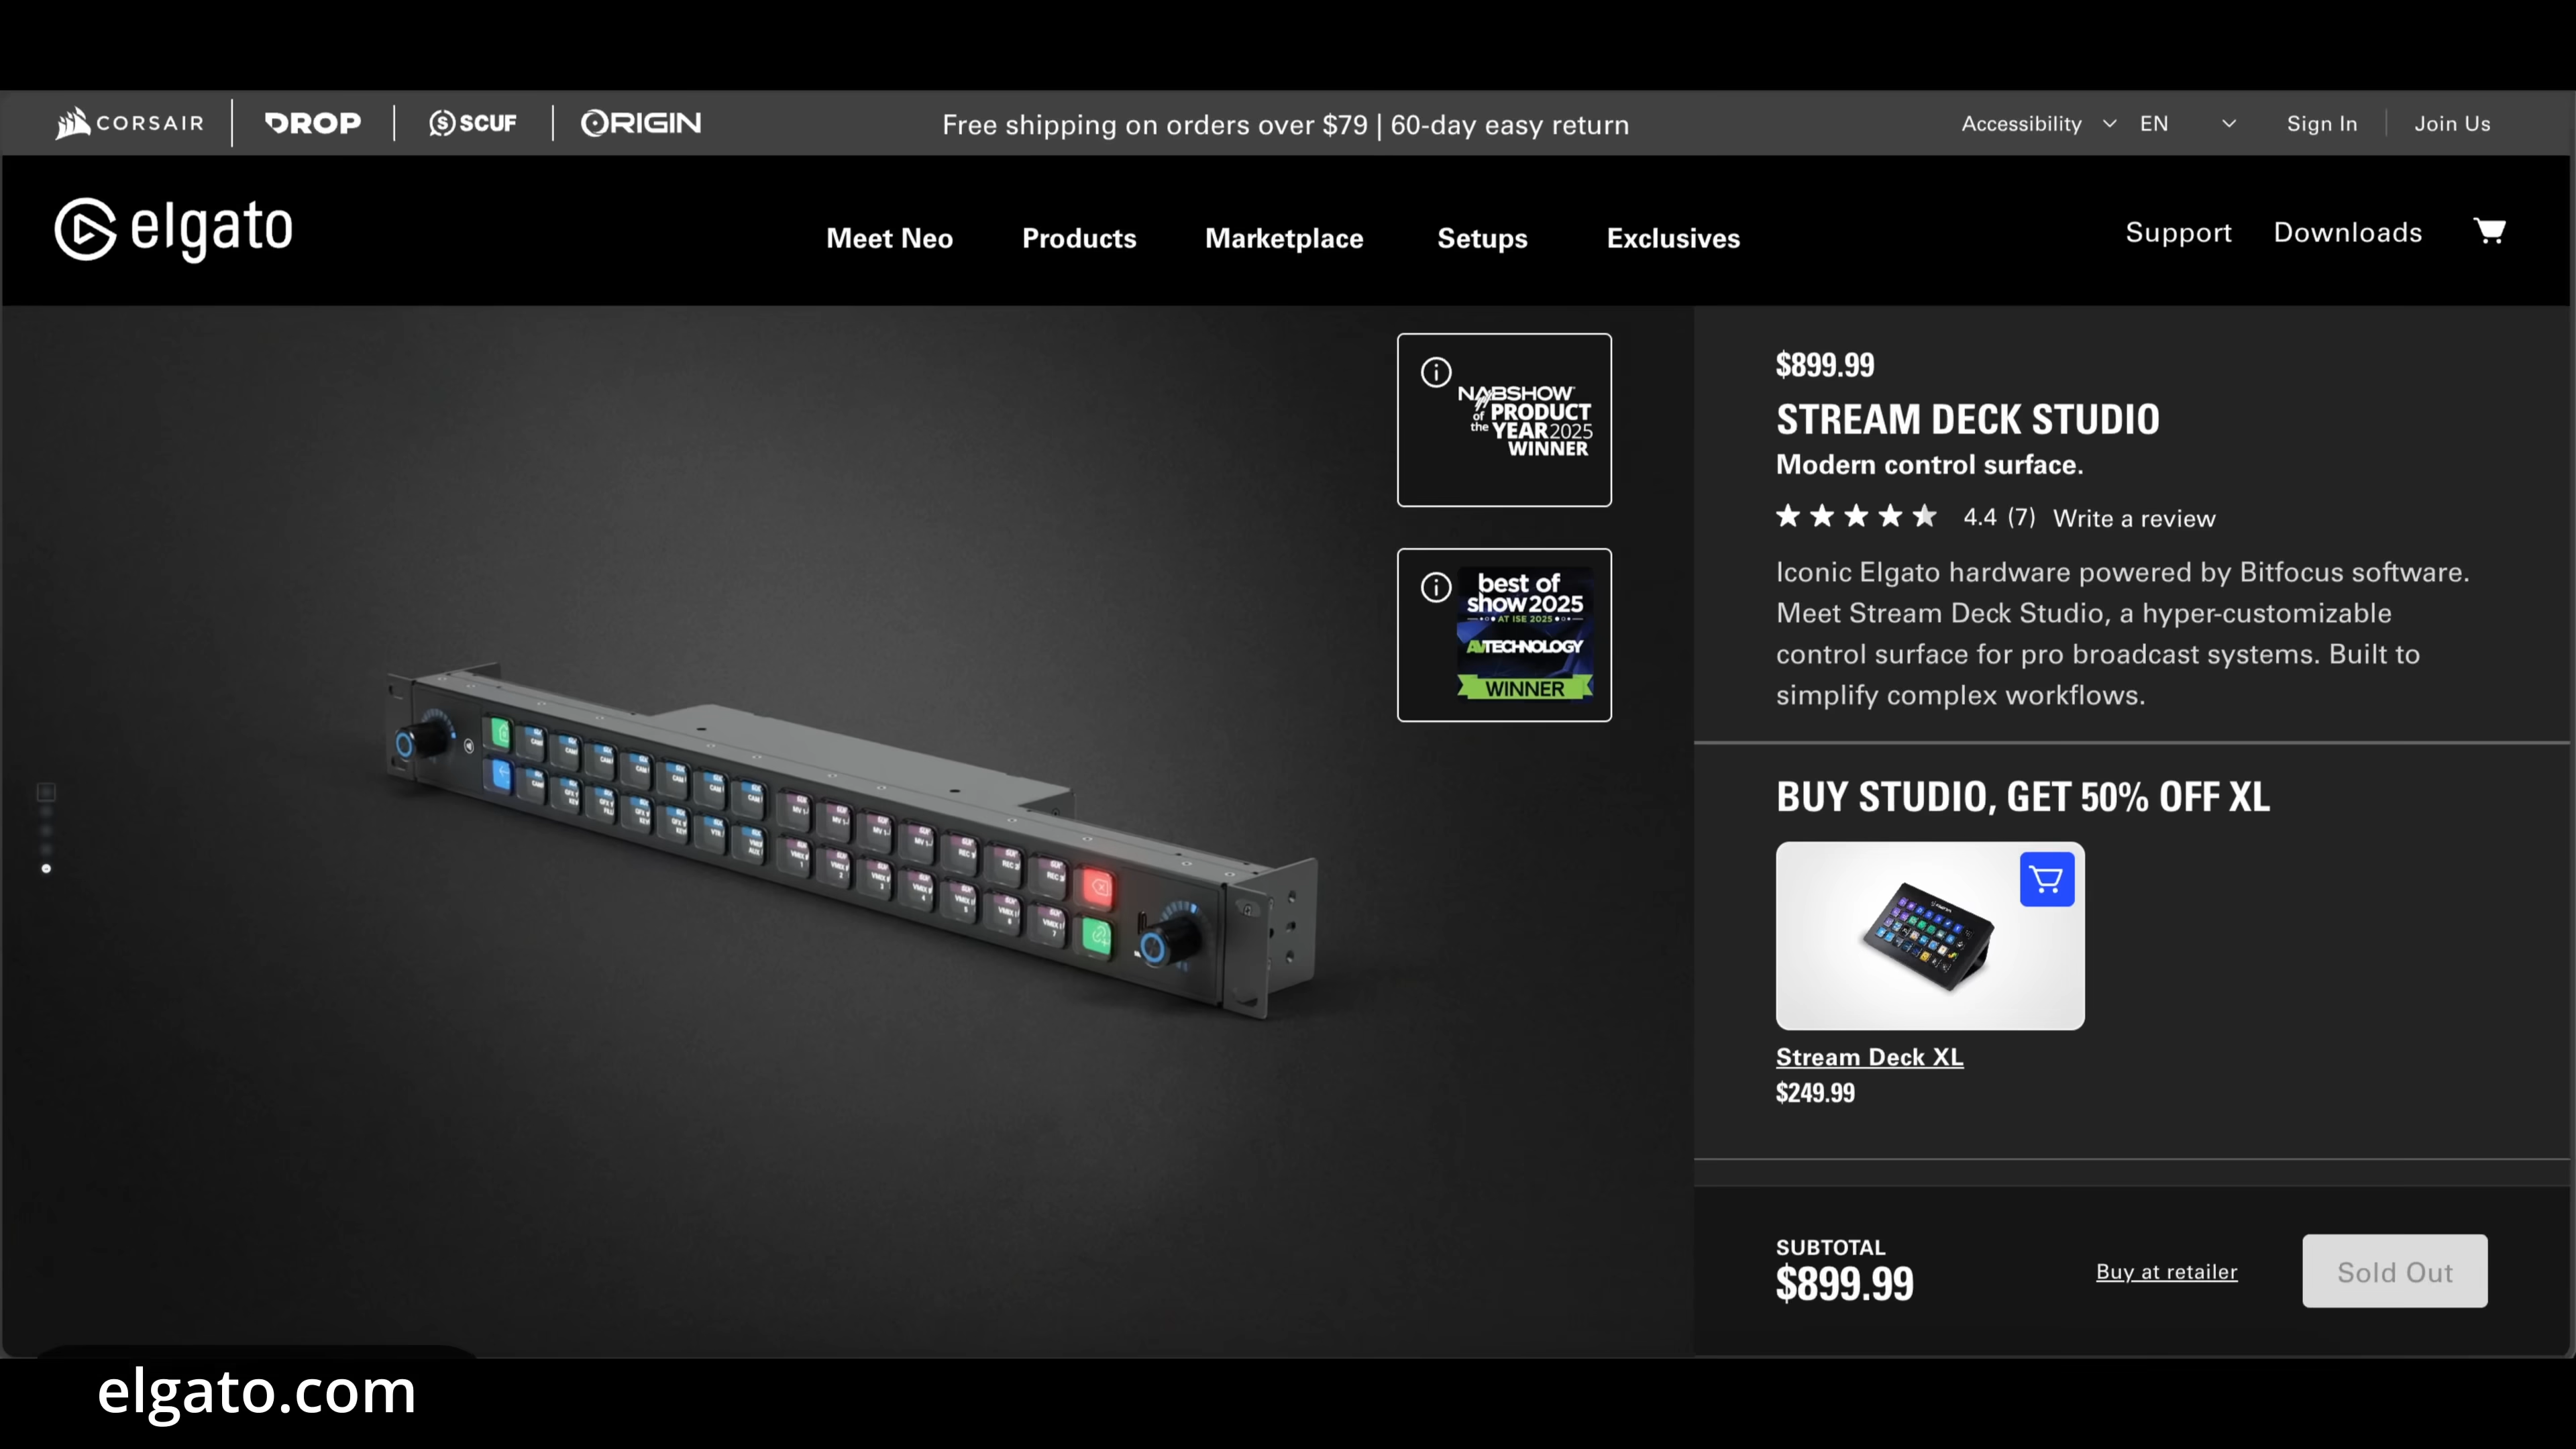 CORSAIR
DROP
SCUF
ORIGIN
Free shipping on orders over $79 | 60-day easy return
Accessibility
EN
Sign In
Join Us
elgato
Meet Neo
Products
Marketplace
Setups
Exclusives
Support
Downloads
NABSHOW
of PRODUCT
the YEAR 2025
WINNER
best of
show 2025
AT ISE 2025
AVTECHNOLOGY
WINNER
$899.99
STREAM DECK STUDIO
Modern control surface.
4.4 (7) Write a review
Iconic Elgato hardware powered by Bitfocus software.
Meet Stream Deck Studio, a hyper-customizable
control surface for pro broadcast systems. Built to
simplify complex workflows.
BUY STUDIO, GET 50% OFF XL
Stream Deck XL
$249.99
SUBTOTAL
$899.99
Buy at retailer
Sold Out
elgato.com